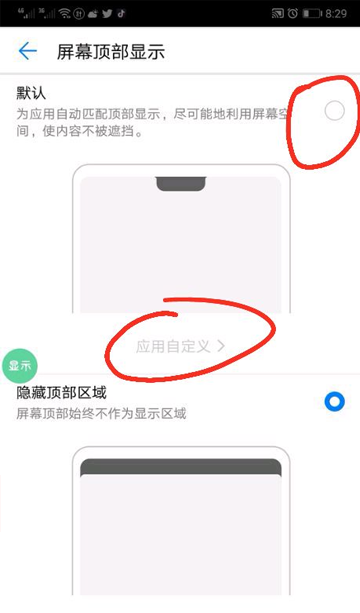 4G 3G 8:29
屏幕顶部显示
默认
为应用自动匹配顶部显示，尽可能地利用屏幕空
间，使内容不被遮挡。
应用自定义
显示
隐藏顶部区域
屏幕顶部始终不作为显示区域